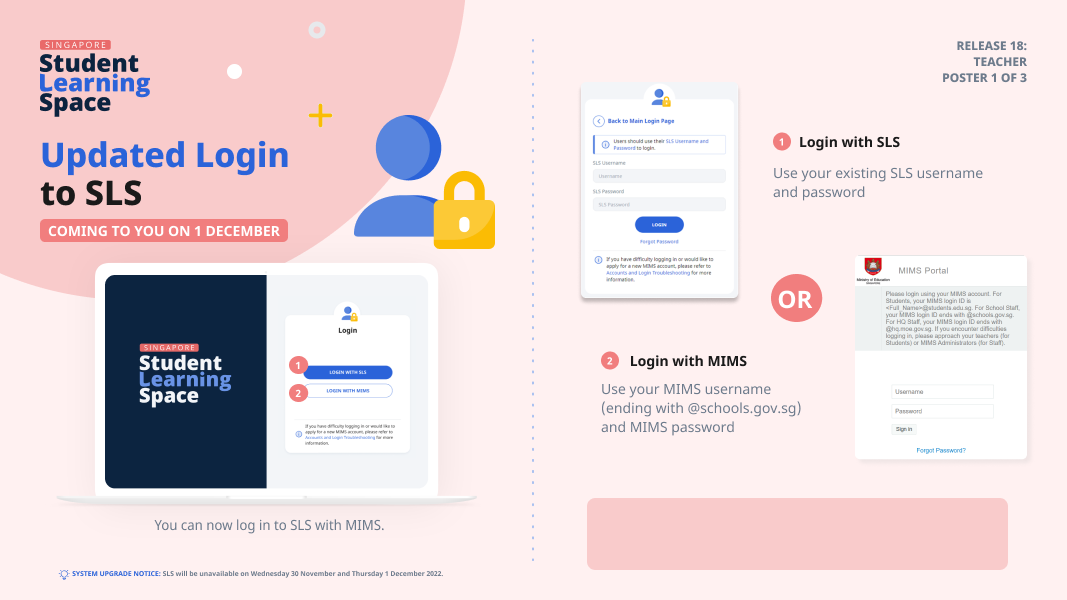 SINGAPORE
Student
Learning
Space
Updated Login
to SLS
COMING TO YOU ON 1 DECEMBER
SINGAPORE
Student
Learning
Space
Login
1
LOGIN WITH SLS
2
LOGIN WITH MIMS
If you have difficulty logging in or would like to
apply for a new MIMS account, please refer to
Accounts and Login Troubleshooting for more
information.
You can now log in to SLS with MIMS.
SYSTEM UPGRADE NOTICE: SLS will be unavailable on Wednesday 30 November and Thursday 1 December 2022.
RELEASE 18:
TEACHER
POSTER 1 OF 3
Back to Main Login Page
Users should use their SLS Username and
Password to login.
SLS Username
Username
SLS Password
SLS Password
LOGIN
Forgot Password
If you have difficulty logging in or would like to
apply for a new MIMS account, please refer to
Accounts and Login Troubleshooting for more
information.
1 Login with SLS
Use your existing SLS username
and password
OR
2 Login with MIMS
Use your MIMS username
(ending with @schools.gov.sg)
and MIMS password
Ministry of Education
SINGAPORE
MIMS Portal
Please login using your MIMS account. For
Students, your MIMS login ID is
<Full_Name>@students.edu.sg. For School Staff,
your MIMS login ID ends with @schools.gov.sg.
For HQ Staff, your MIMS login ID ends with
@hq.moe.gov.sg. If you encounter difficulties
logging in, please approach your teachers (for
Students) or MIMS Administrators (for Staff).
Username
Password
Sign in
Forgot Password?